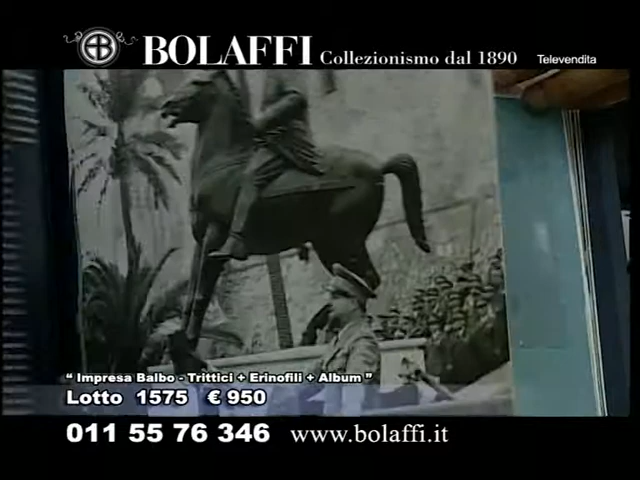 B BOLAFFI Collezionismo dal 1890 Televendita
" Impresa Balbo - Trittici + Erinofili + Album "
Lotto 1575 € 950
011 55 76 346 www.bolaffi.it